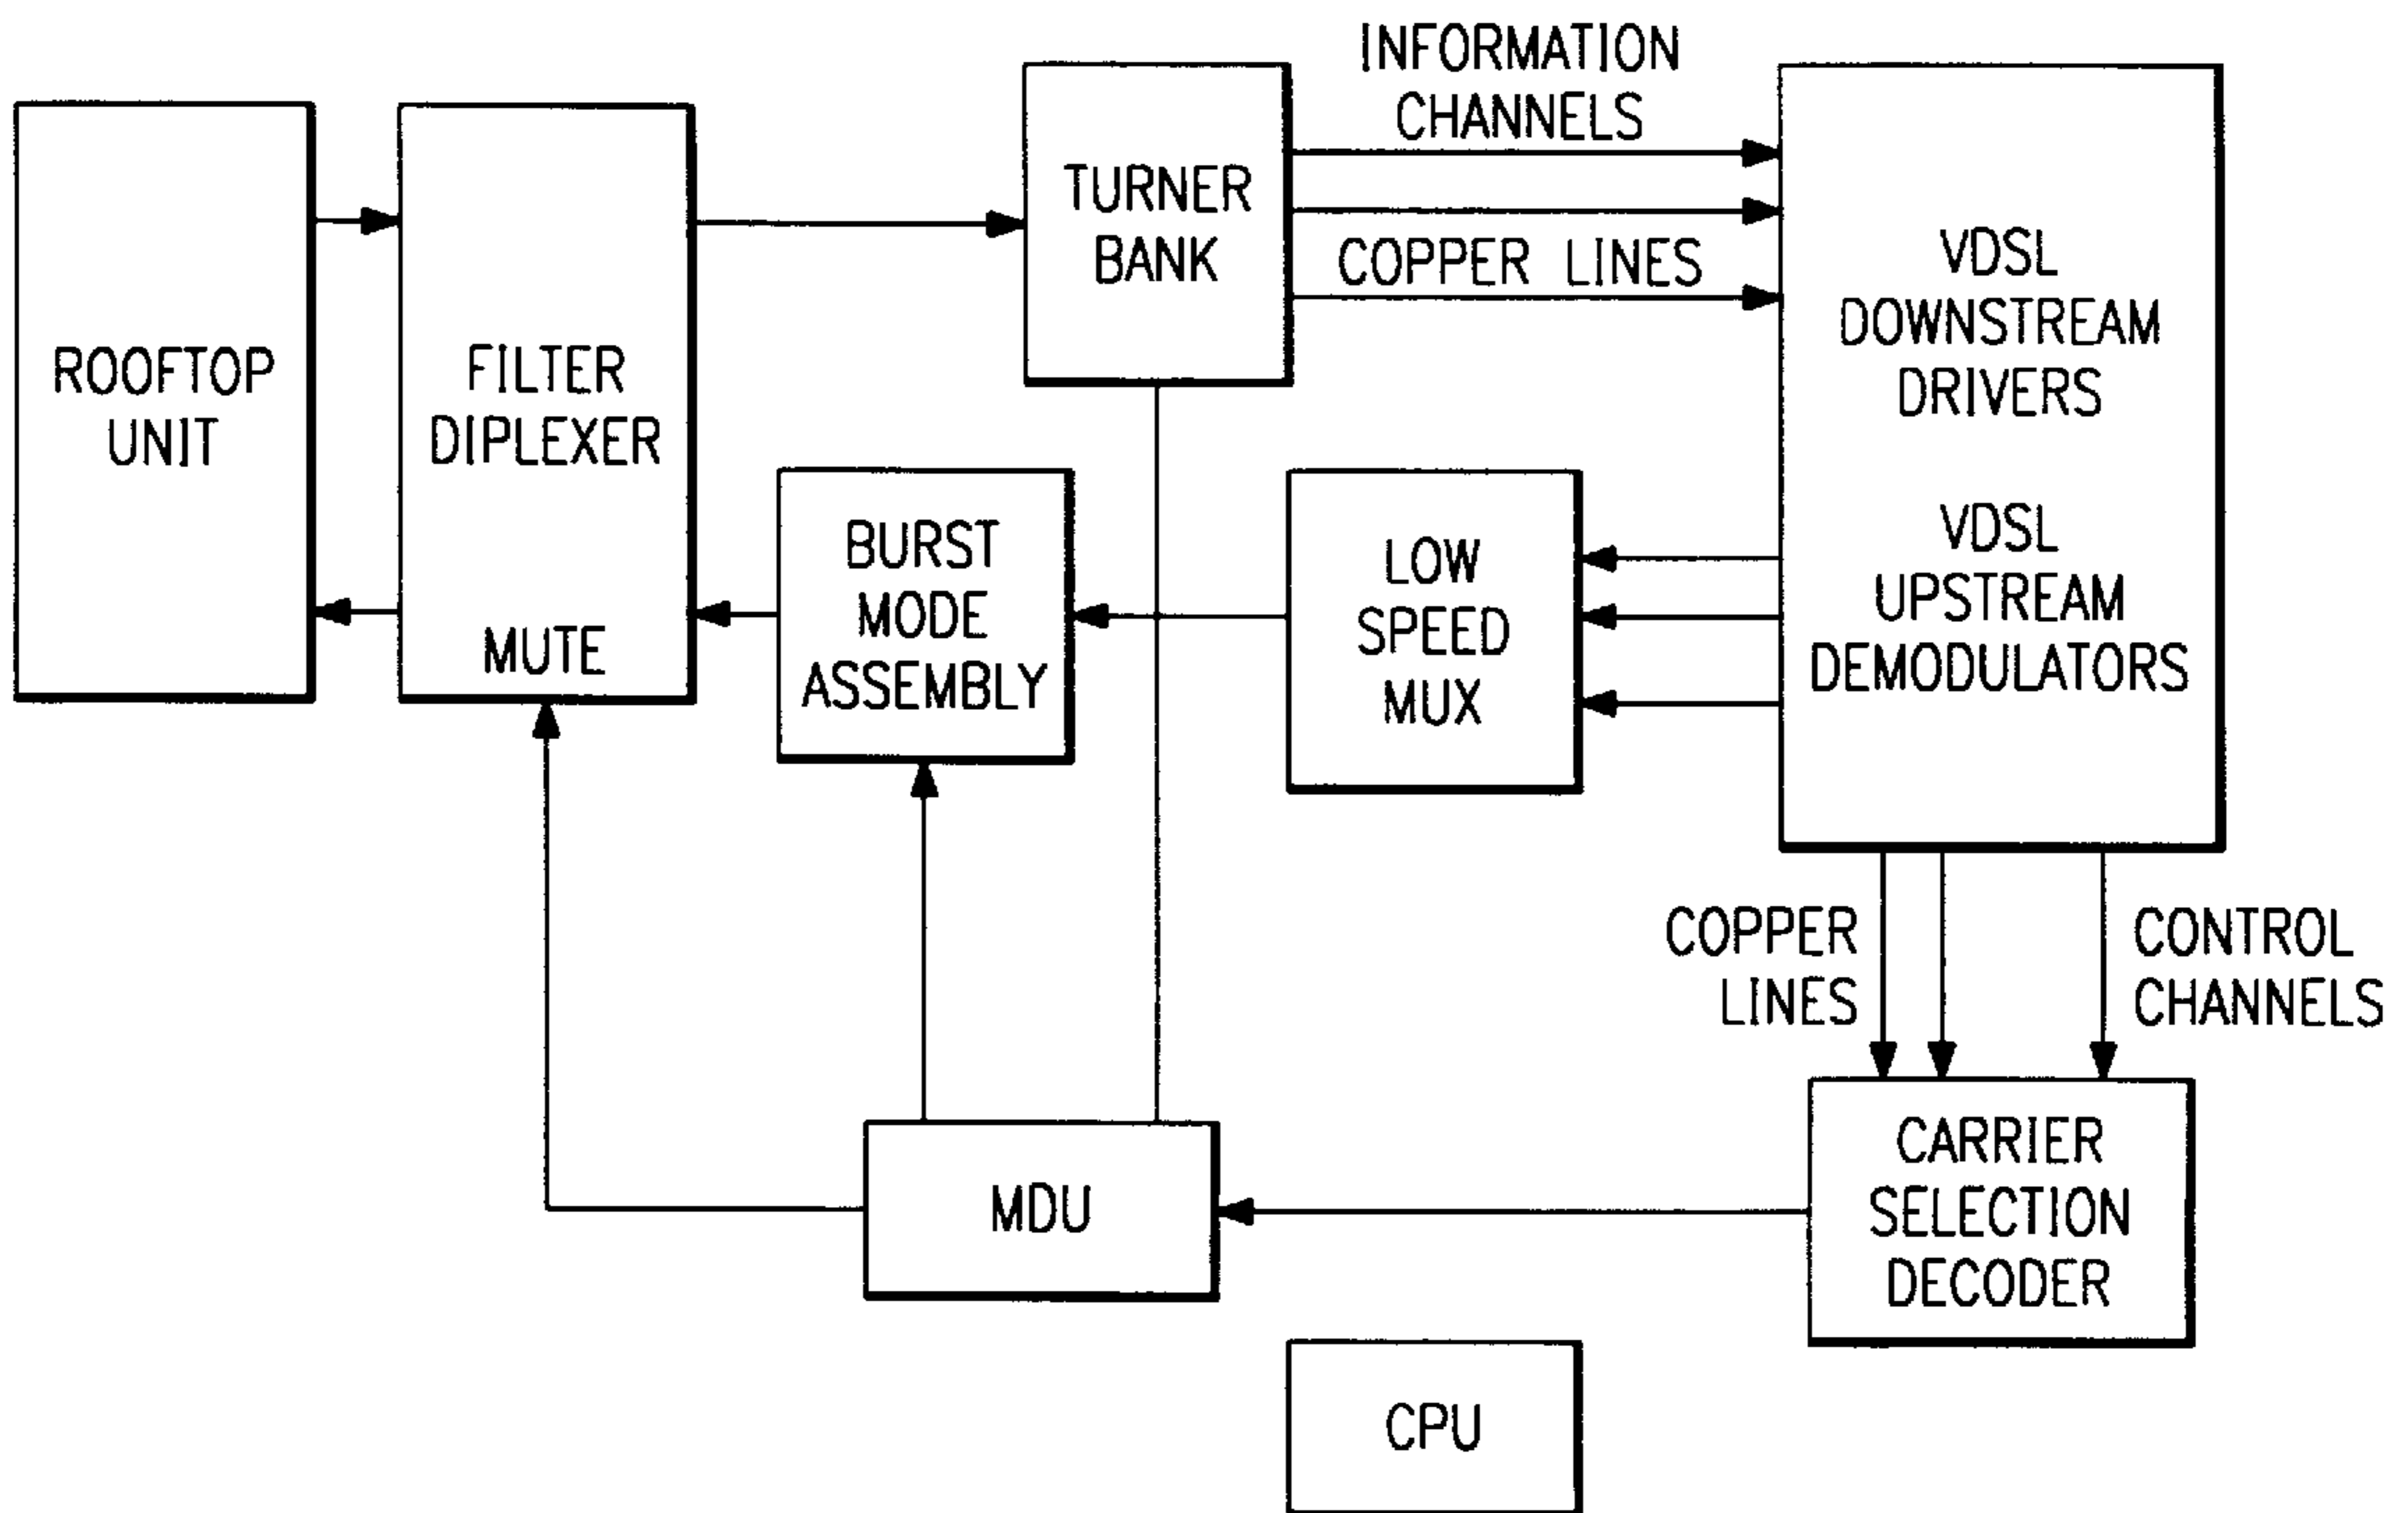 INFORMATION
CHANNELS
TURNER
BANK
COPPER LINES
ROOFTOP
UNIT
FILTER
DIPLEXER
MUTE
VDSL
DOWNSTREAM
DRIVERS
VDSL
UPSTREAM
DEMODULATORS
BURST
MODE
ASSEMBLY
LOW
SPEED
MUX
COPPER
LINES
CONTROL
CHANNELS
MDU
CARRIER
SELECTION
DECODER
CPU